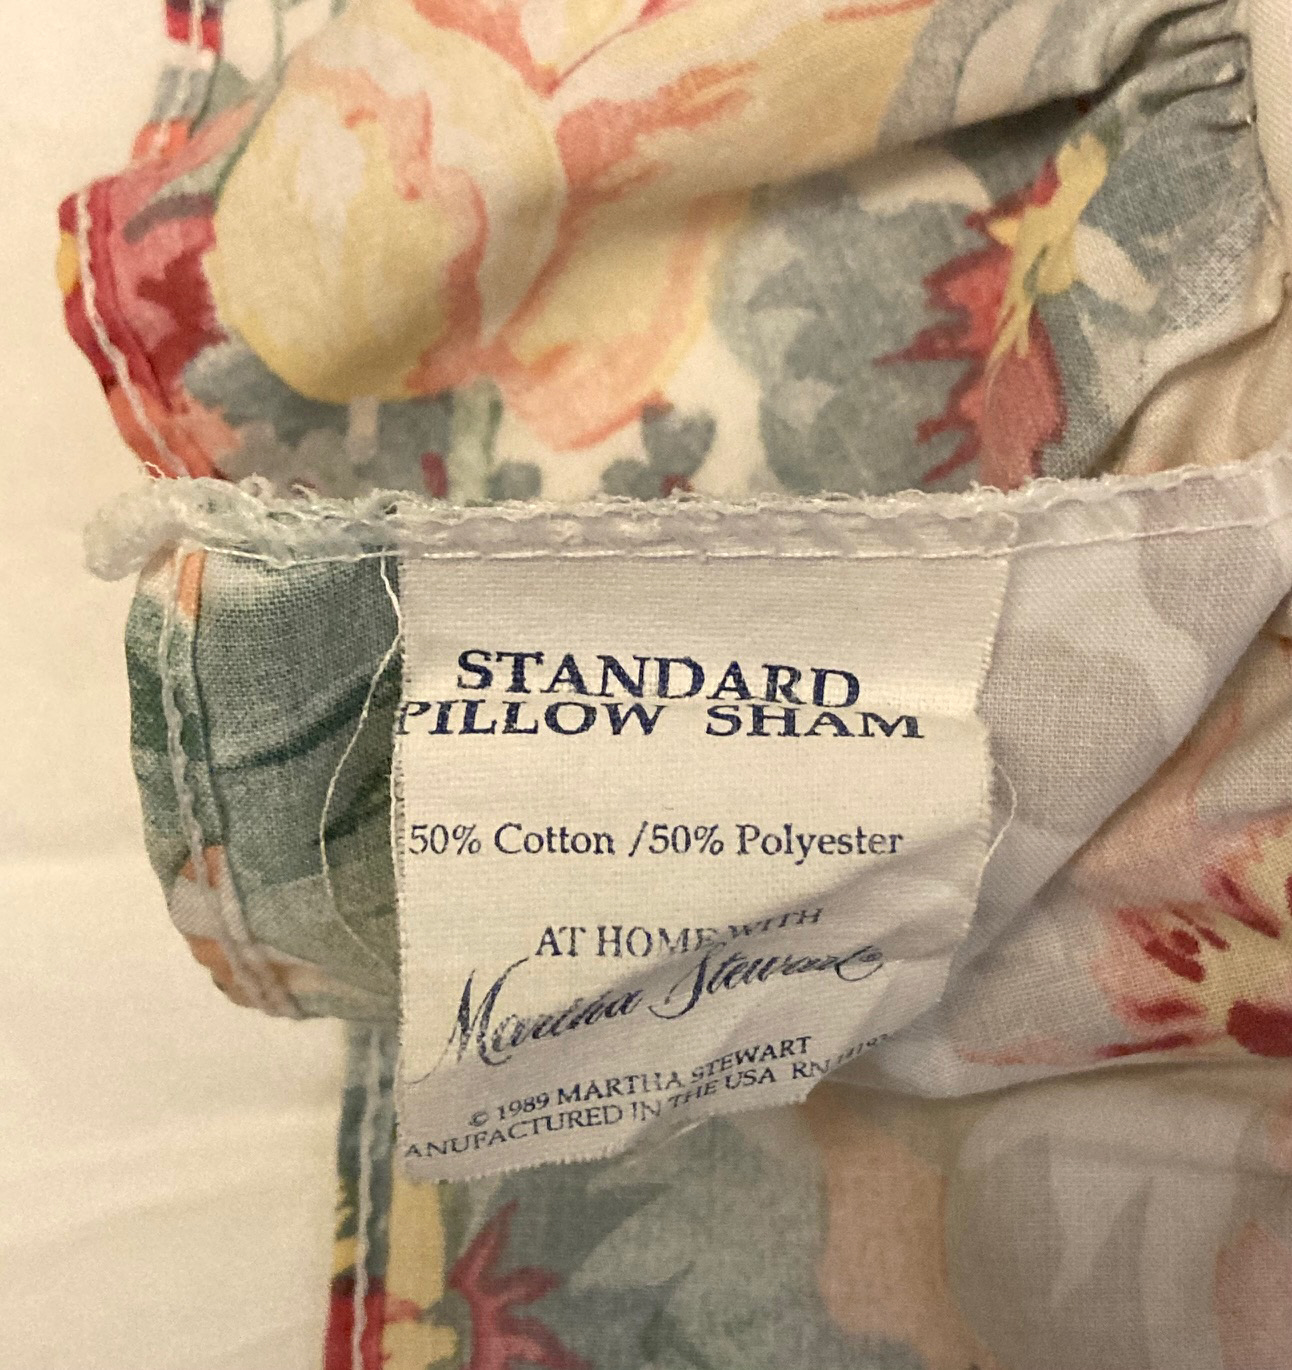 STANDARD
PILLOW SHAM
50% Cotton /50% Polyester
AT HOME WITH
Martha Stewart
© 1989 MARTHA STEWART
ANUFACTURED IN THE USA RN